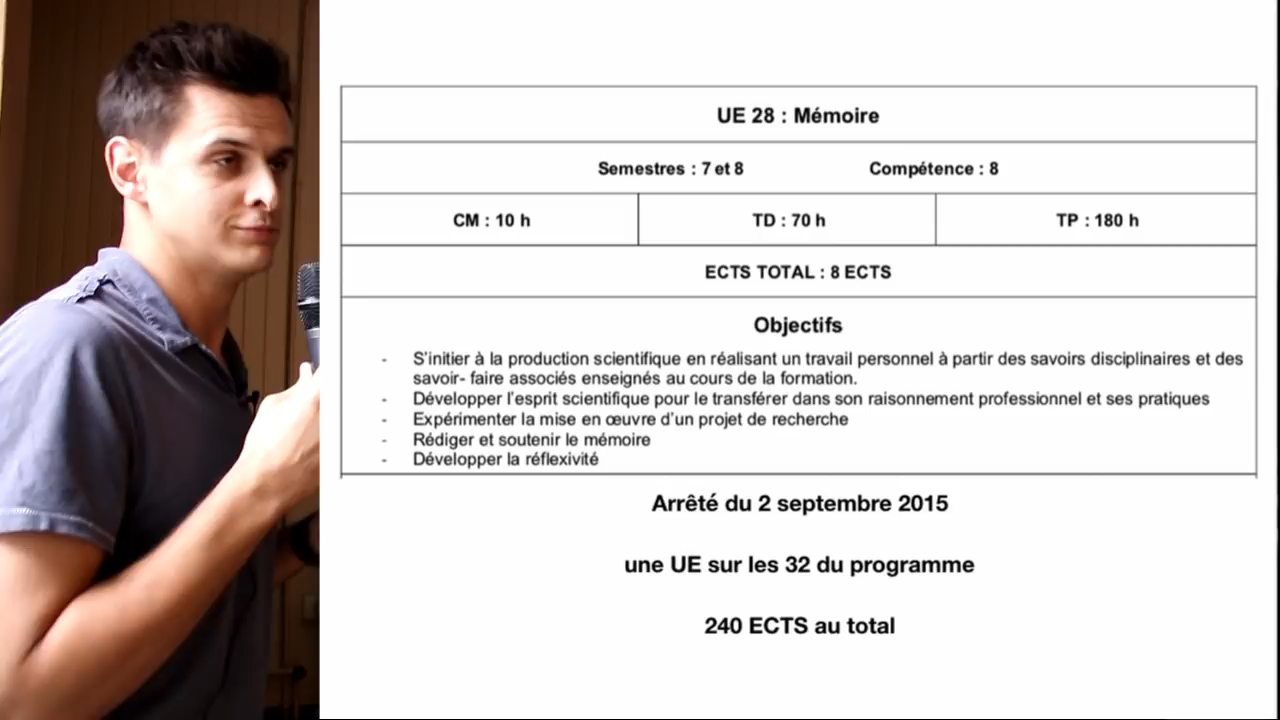 UE 28 : Mémoire
Semestres : 7 et 8 Compétence : 8
CM : 10 h TD : 70 h TP : 180 h
ECTS TOTAL : 8 ECTS
Objectifs
- S'initier à la production scientifique en réalisant un travail personnel à partir des savoirs disciplinaires et des
savoir- faire associés enseignés au cours de la formation.
- Développer l'esprit scientifique pour le transférer dans son raisonnement professionnel et ses pratiques
- Expérimenter la mise en œuvre d'un projet de recherche
- Rédiger et soutenir le mémoire
- Développer la réflexivité
Arrêté du 2 septembre 2015
une UE sur les 32 du programme
240 ECTS au total